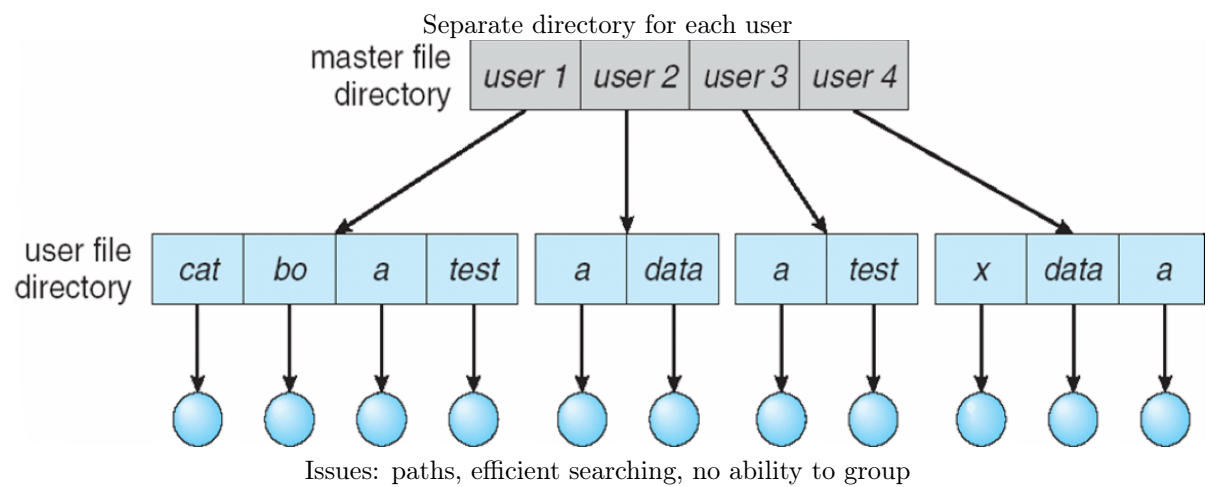 Separate directory for each user
master file
directory
user 1 user 2 user 3 user 4
user file
directory
cat bo a test a data a test x data a
Issues: paths, efficient searching, no ability to group